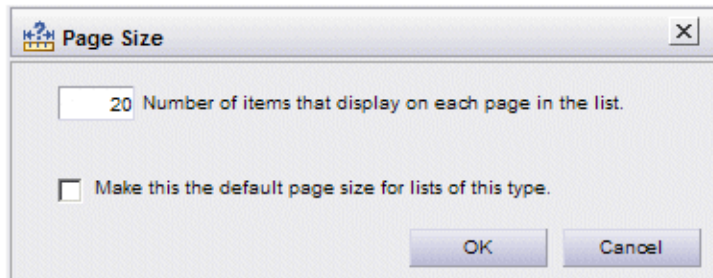 Page Size
20 Number of items that display on each page in the list.
Make this the default page size for lists of this type.
OK Cancel